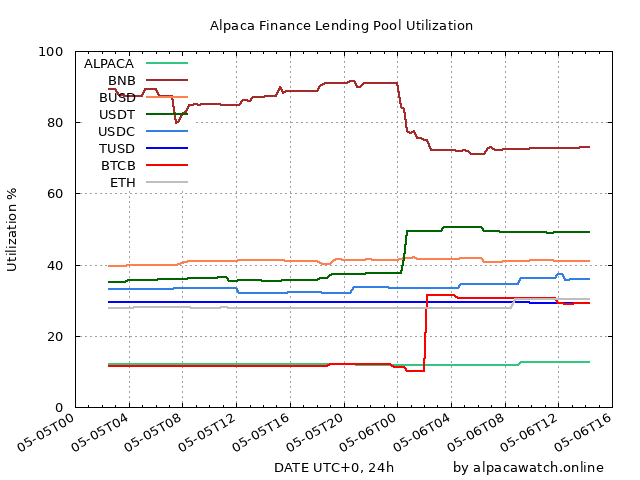 Alpaca Finance Lending Pool Utilization
100
80
60
40
20
0
Utilization %
ALPACA
BNB
BUSD
USDT
USDC
TUSD
BTCB
ETH
05-05T00
05-05T04
05-05T08
05-05T12
05-05T16
05-05T20
05-06T00
05-06T04
05-06T08
05-06T12
05-06T16
DATE UTC+0, 24h
by alpacawatch.online